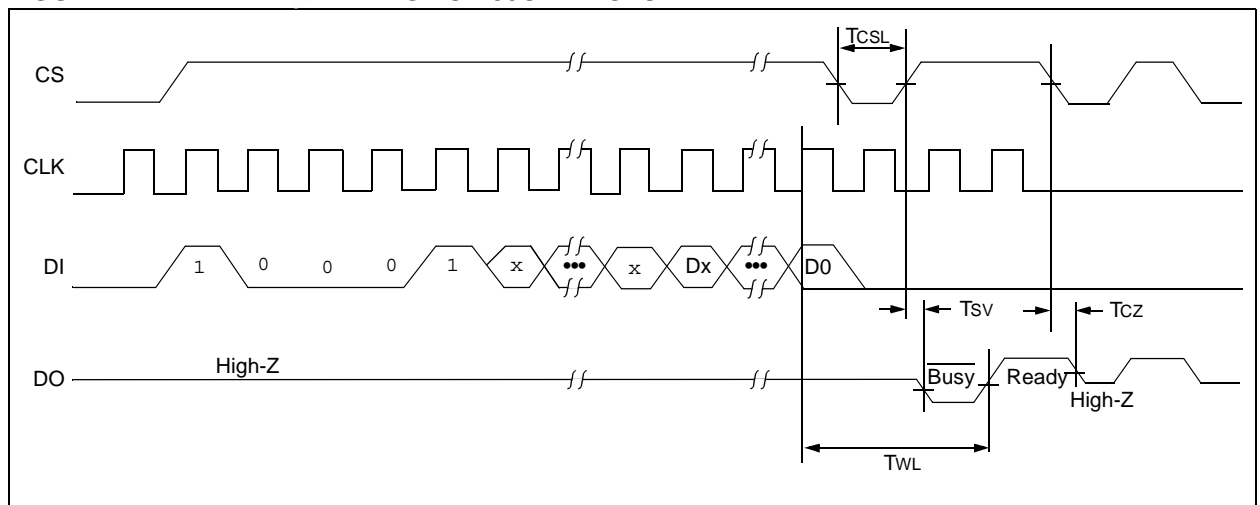 TCSL
CS
CLK
DI 1 0 0 0 1 x ••• x Dx ••• D0
TSV TCZ
High-Z
DO Busy Ready
High-Z
TWL